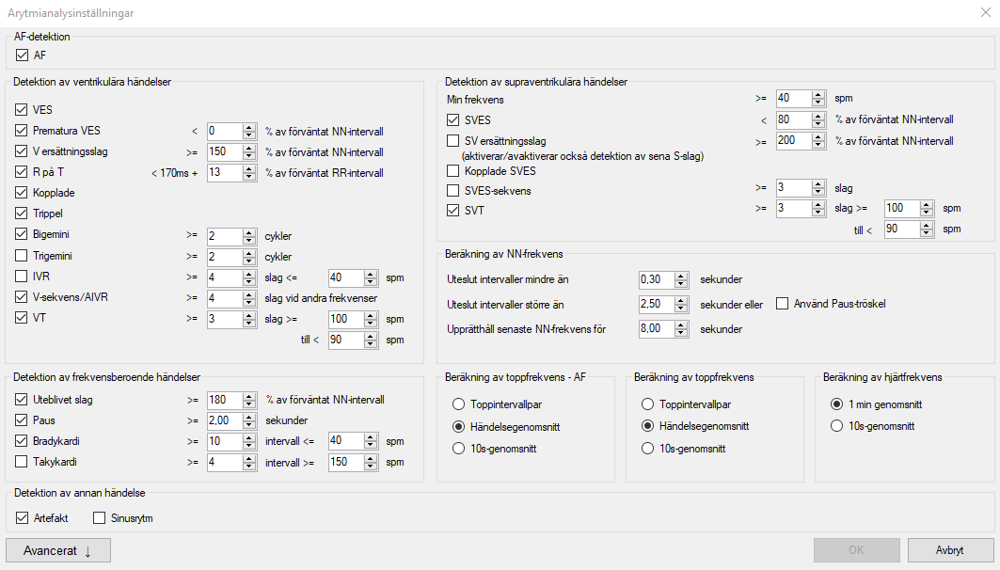 Arytmianalysinställningar
AF-detektion
AF
Detektion av ventrikulära händelser
VES
Prematura VES < 0 % av förväntat NN-intervall
V ersättningsslag >= 150 % av förväntat NN-intervall
R på T < 170ms + 13 % av förväntat RR-intervall
Kopplade
Trippel
Bigemini >= 2 cykler
Trigemini >= 2 cykler
IVR >= 4 slag <= 40 spm
V-sekvens/AIVR >= 4 slag vid andra frekvenser
VT >= 3 slag >= 100 spm
till < 90 spm
Detektion av supraventrikulära händelser
Min frekvens >= 40 spm
SVES < 80 % av förväntat NN-intervall
SV ersättningsslag >= 200 % av förväntat NN-intervall
(aktiverar/avaktiverar också detektion av sena S-slag)
Kopplade SVES
SVES-sekvens >= 3 slag
SVT >= 3 slag >= 100 spm
till < 90 spm
Beräkning av NN-frekvens
Uteslut intervaller mindre än 0,30 sekunder
Uteslut intervaller större än 2,50 sekunder eller Använd Paus-tröskel
Upprätthåll senaste NN-frekvens för 8,00 sekunder
Detektion av frekvensberoende händelser
Uteblivet slag >= 180 % av förväntat NN-intervall
Paus >= 2,00 sekunder
Bradykardi >= 10 intervall <= 40 spm
Takykardi >= 4 intervall >= 150 spm
Beräkning av toppfrekvens - AF
Toppintervallpar
Händelsegenomsnitt
10s-genomsnitt
Beräkning av toppfrekvens
Toppintervallpar
Händelsegenomsnitt
10s-genomsnitt
Beräkning av hjärtfrekvens
1 min genomsnitt
10s-genomsnitt
Detektion av annan händelse
Artefakt Sinusrytm
Avancerat ↓ OK Avbryt